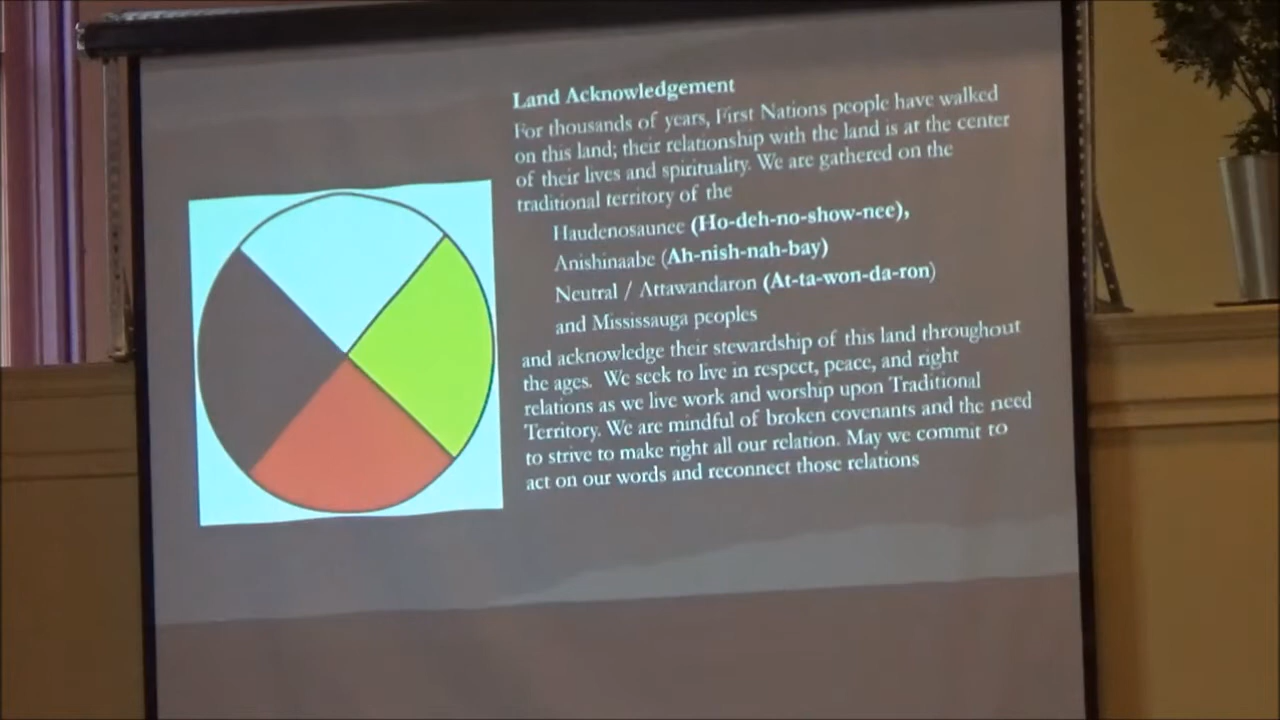 Land Acknowledgement
For thousands of years, First Nations people have walked
on this land; their relationship with the land is at the center
of their lives and spirituality. We are gathered on the
traditional territory of the
Haudenosaunee (Ho-deh-no-show-nee),
Anishinaabe (Ah-nish-nah-bay)
Neutral / Attawandaron (At-ta-won-da-ron)
and Mississauga peoples
and acknowledge their stewardship of this land throughout
the ages. We seek to live in respect, peace, and right
relations as we live work and worship upon Traditional
Territory. We are mindful of broken covenants and the need
to strive to make right all our relation. May we commit to
act on our words and reconnect those relations